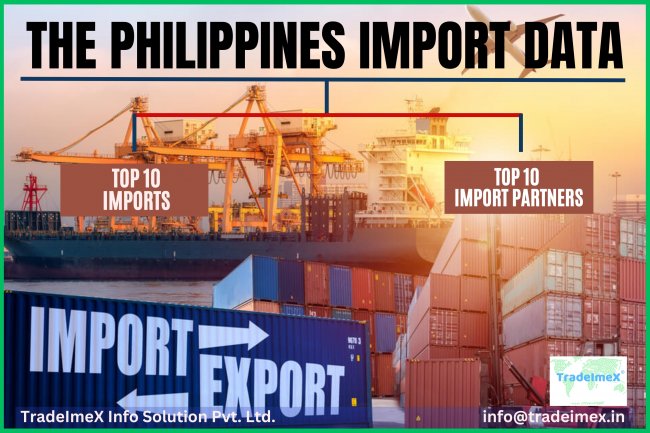 THE PHILIPPINES IMPORT DATA
TOP 10
IMPORTS
TOP 10
IMPORT PARTNERS
IMPORT
EXPORT
TradeImeX
TradeImeX Info Solution Pvt. Ltd.
info@tradeimex.in